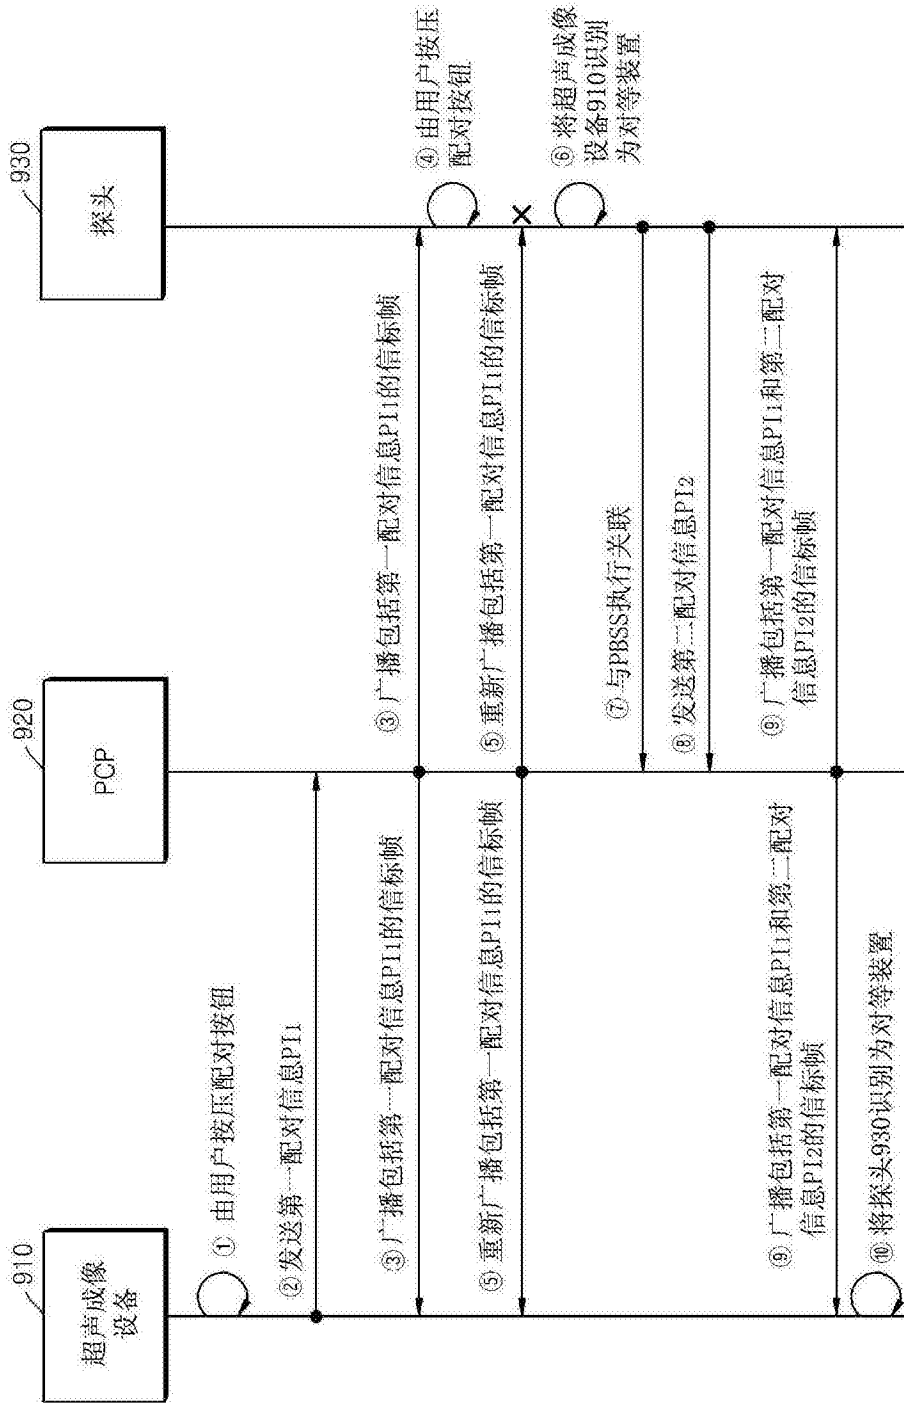 910
超声成像
设备
920
PCP
930
探头
① 由用户按压配对按钮
② 发送第一配对信息PI1
③ 广播包括第一配对信息PI1的信标帧
③ 广播包括第一配对信息PI1的信标帧
④ 由用户按压
配对按钮
⑤ 重新广播包括第一配对信息PI1的信标帧
⑤ 重新广播包括第一配对信息PI1的信标帧
⑥ 将超声成像
设备910识别
为对等装置
⑦ 与PBSS执行关联
⑧ 发送第二配对信息PI2
⑨ 广播包括第一配对信息PI1和第二配对
信息PI2的信标帧
⑨ 广播包括第一配对信息PI1和第二配对
信息PI2的信标帧
⑩ 将探头930识别为对等装置